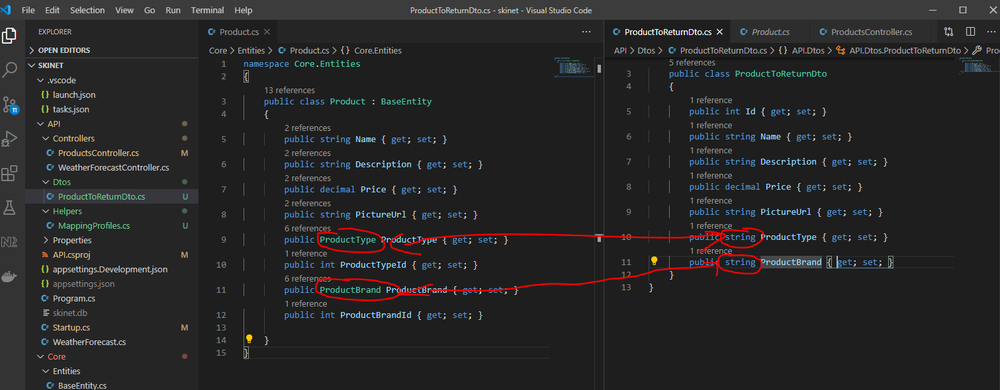 File Edit Selection View Go Run Terminal Help
ProductToReturnDto.cs - skinet - Visual Studio Code
EXPLORER
OPEN EDITORS
SKINET
.vscode
{} launch.json
{} tasks.json
API
Controllers
C# ProductsController.cs M
C# WeatherForecastController.cs
Dtos
C# ProductToReturnDto.cs U
Helpers
C# MappingProfiles.cs U
Properties
API.csproj M
{} appsettings.Development.json
{} appsettings.json
C# Program.cs
skinet.db
C# Startup.cs M
C# WeatherForecast.cs
Core
Entities
C# BaseEntity.cs
11
N2
C# Product.cs
Core > Entities > C# Product.cs > {} Core.Entities
1 namespace Core.Entities
2 {
13 references
3 public class Product : BaseEntity
4 {
2 references
5 public string Name { get; set; }
2 references
6 public string Description { get; set; }
2 references
7 public decimal Price { get; set; }
2 references
8 public string PictureUrl { get; set; }
6 references
9 public ProductType ProductType { get; set; }
1 reference
10 public int ProductTypeId { get; set; }
6 references
11 public ProductBrand ProductBrand { get; set; }
1 reference
12 public int ProductBrandId { get; set; }
13
14 }
15 }
C# ProductToReturnDto.cs
C# Product.cs
C# ProductsController.cs
API > Dtos > C# ProductToReturnDto.cs > {} API.Dtos > API.Dtos.ProductToReturnDto >
5 references
3 public class ProductToReturnDto
4 {
1 reference
5 public int Id { get; set; }
1 reference
6 public string Name { get; set; }
1 reference
7 public string Description { get; set; }
1 reference
8 public decimal Price { get; set; }
1 reference
9 public string PictureUrl { get; set; }
1 reference
10 public string ProductType { get; set; }
1 reference
11 public string ProductBrand { get; set; }
12 }
13 }